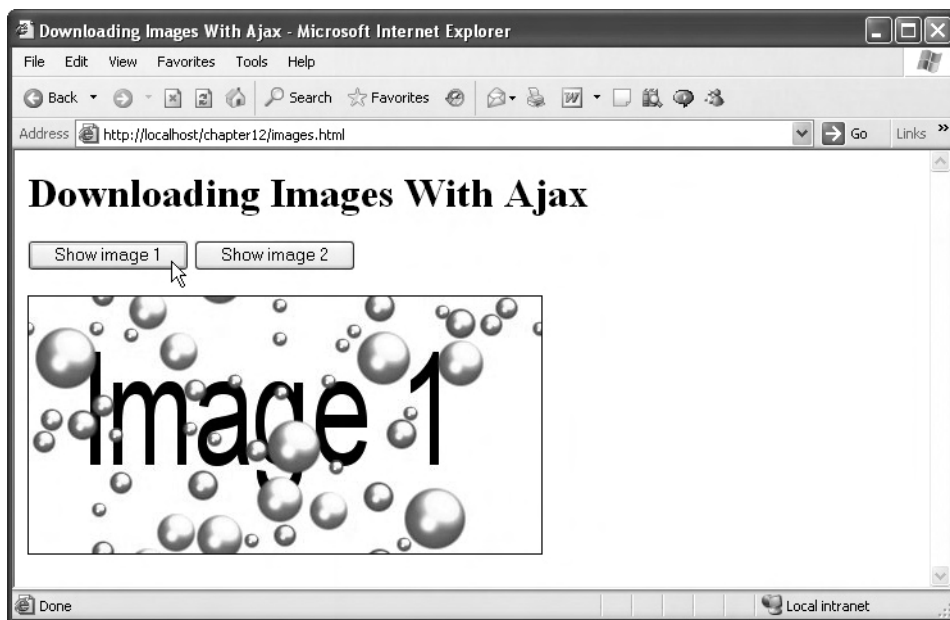 Downloading Images With Ajax - Microsoft Internet Explorer
File Edit View Favorites Tools Help
Back Search Favorites
Address http://localhost/chapter12/images.html Go Links »
Downloading Images With Ajax
Show image 1 Show image 2
Image 1
Done Local intranet